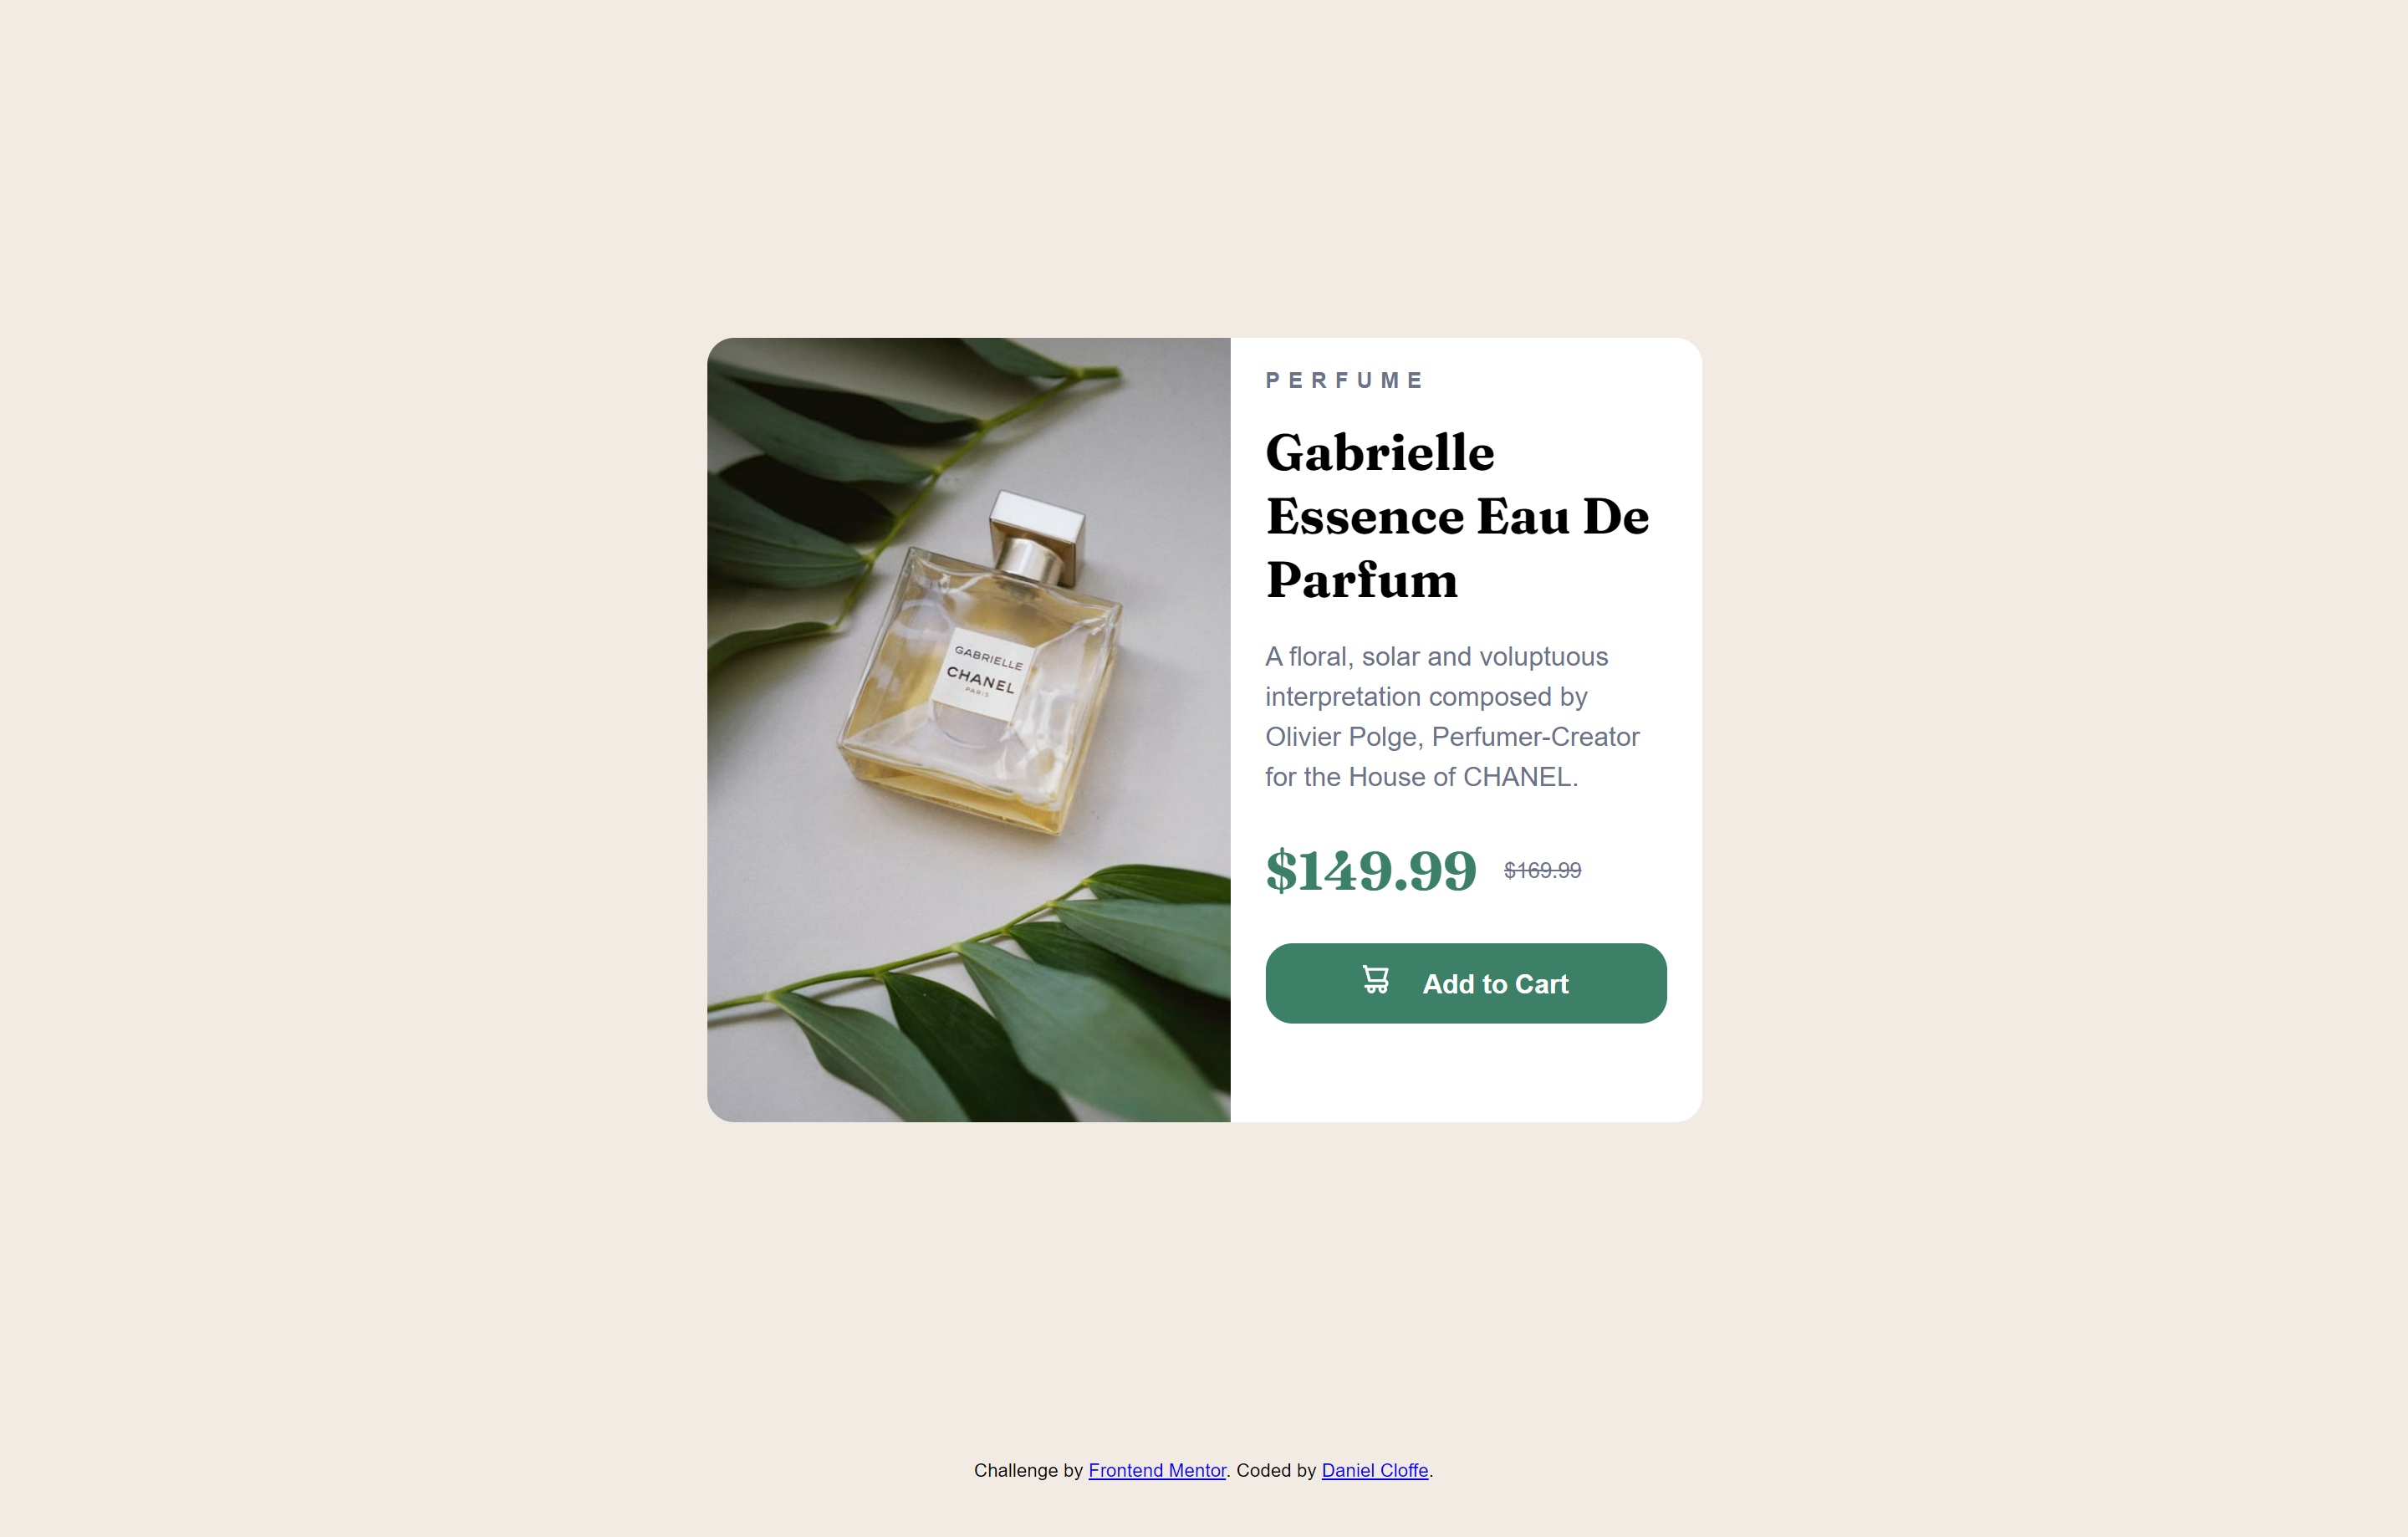 GABRIELLE
CHANEL
PARIS
PERFUME
Gabrielle
Essence Eau De
Parfum
A floral, solar and voluptuous
interpretation composed by
Olivier Polge, Perfumer-Creator
for the House of CHANEL.
$149.99 $169.99
Add to Cart
Challenge by Frontend Mentor. Coded by Daniel Cloffe.